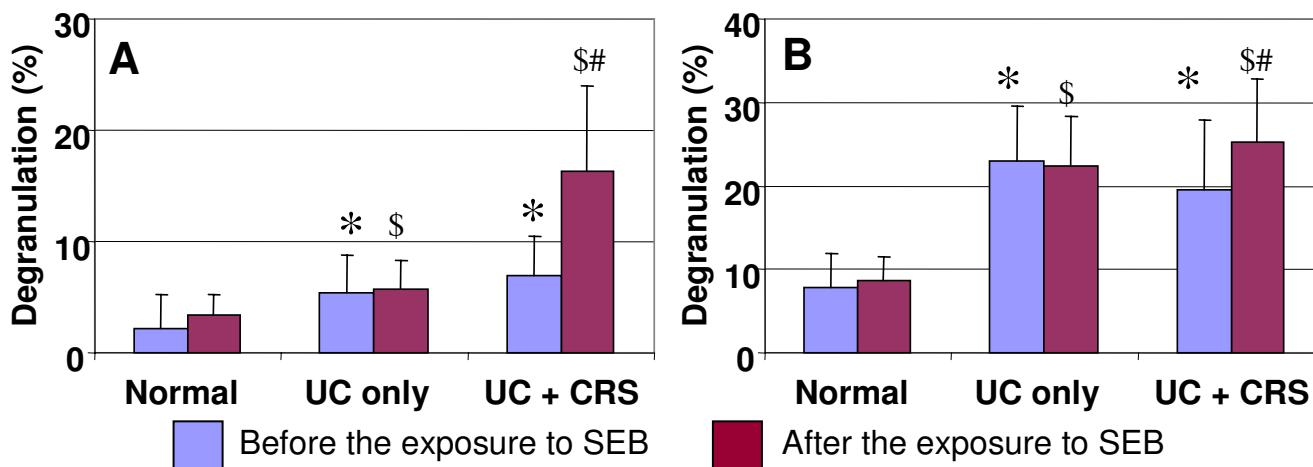 A
Degranulation (%)
30
20
10
0
* $ * $#
Normal UC only UC + CRS
B
Degranulation (%)
40
30
20
10
0
* $ * $#
Normal UC only UC + CRS
Before the exposure to SEB After the exposure to SEB